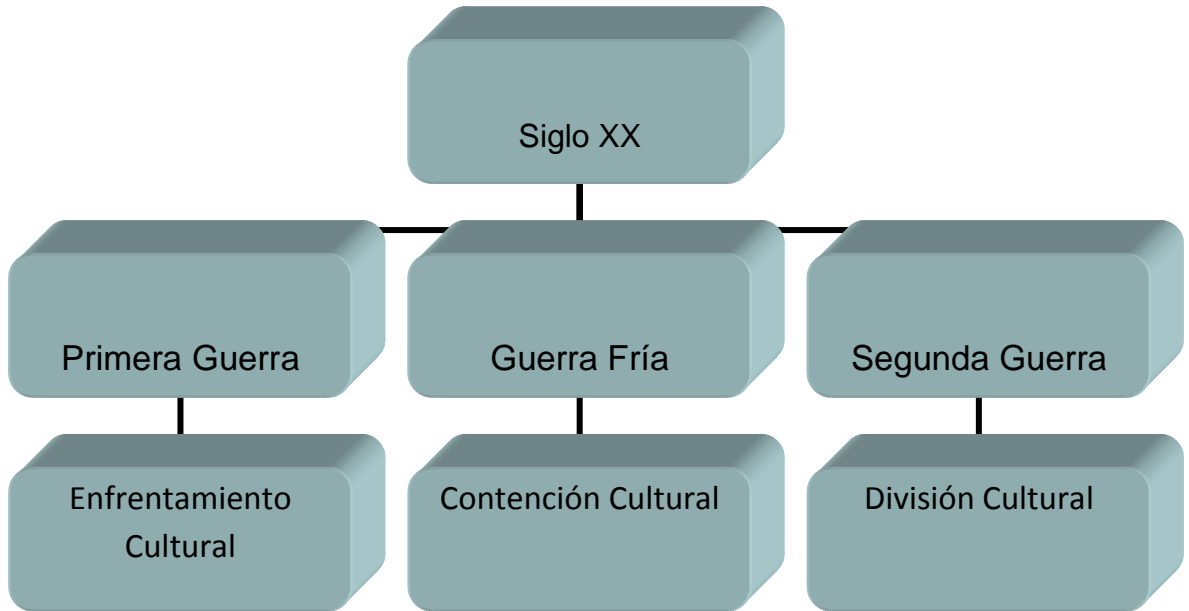 Siglo XX
Primera Guerra
Guerra Fría
Segunda Guerra
Enfrentamiento
Cultural
Contención Cultural
División Cultural